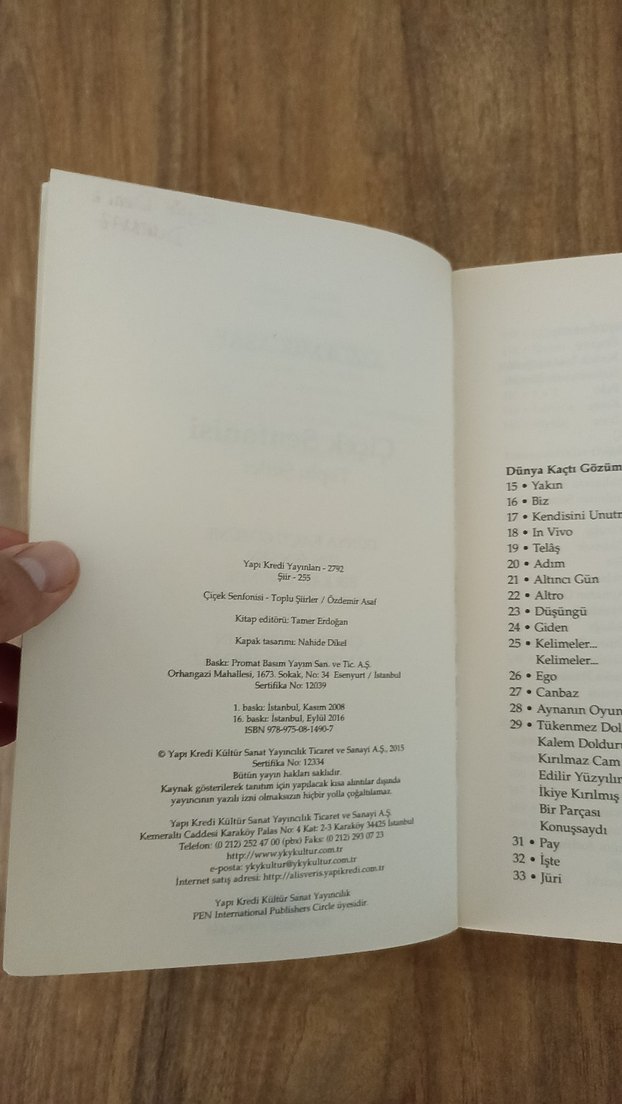 Yapı Kredi Yayınları - 2792
Şiir - 255
Çiçek Senfonisi - Toplu Şiirler / Özdemir Asaf
Kitap editörü: Tamer Erdoğan
Kapak tasarımı: Nahide Dikel
Baskı: Promat Basım Yayım San. ve Tic. A.Ş.
Orhangazi Mahallesi, 1673. Sokak, No: 34 Esenyurt / İstanbul
Sertifika No: 12039
1. baskı: İstanbul, Kasım 2008
16. baskı: İstanbul, Eylül 2016
ISBN 978-975-08-1490-7
© Yapı Kredi Kültür Sanat Yayıncılık Ticaret ve Sanayi A.Ş., 2015
Sertifika No: 12334
Bütün yayın hakları saklıdır.
Kaynak gösterilerek tanıtım için yapılacak kısa alıntılar dışında
yayıncının yazılı izni olmaksızın hiçbir yolla çoğaltılamaz.
Yapı Kredi Kültür Sanat Yayıncılık Ticaret ve Sanayi A.Ş.
Kemeraltı Caddesi Karaköy Palas No: 4 Kat: 2-3 Karaköy 34425 İstanbul
Telefon: (0 212) 252 47 00 (pbx) Faks: (0 212) 293 07 23
http://www.ykykultur.com.tr
e-posta: ykykultur@ykykultur.com.tr
İnternet satış adresi: http://alisveris.yapikredi.com.tr
Yapı Kredi Kültür Sanat Yayıncılık
PEN International Publishers Circle üyesidir.
Dünya Kaçtı Gözüm
15 • Yakın
16 • Biz
17 • Kendisini Unutm
18 • In Vivo
19 • Telâş
20 • Adım
21 • Altıncı Gün
22 • Altro
23 • Düşüngü
24 • Giden
25 • Kelimeler...
Kelimeler...
26 • Ego
27 • Canbaz
28 • Aynanın Oyun
29 • Tükenmez Dol
Kalem Doldur
Kırılmaz Cam
Edilir Yüzyılın
İkiye Kırılmış
Bir Parçası
Konuşsaydı
31 • Pay
32 • İşte
33 • Jüri